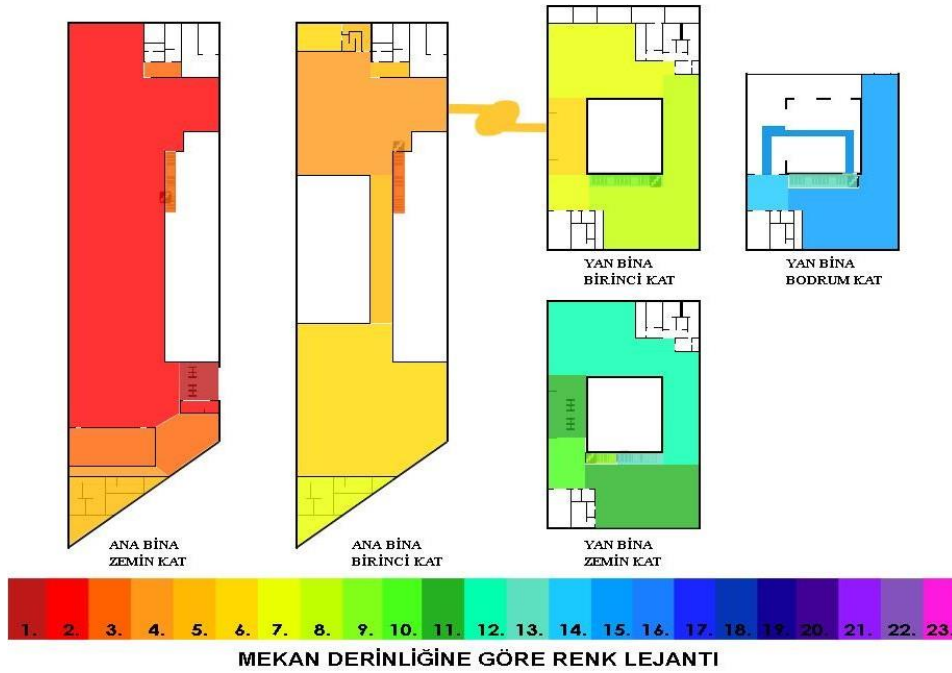 YAN BİNA
BİRİNCİ KAT
YAN BİNA
BODRUM KAT
ANA BİNA
ZEMİN KAT
ANA BİNA
BİRİNCİ KAT
YAN BİNA
ZEMİN KAT
1. 2. 3. 4. 5. 6. 7. 8. 9. 10. 11. 12. 13. 14. 15. 16. 17. 18. 19. 20. 21. 22. 23.
MEKAN DERİNLİĞİNE GÖRE RENK LEJANTI